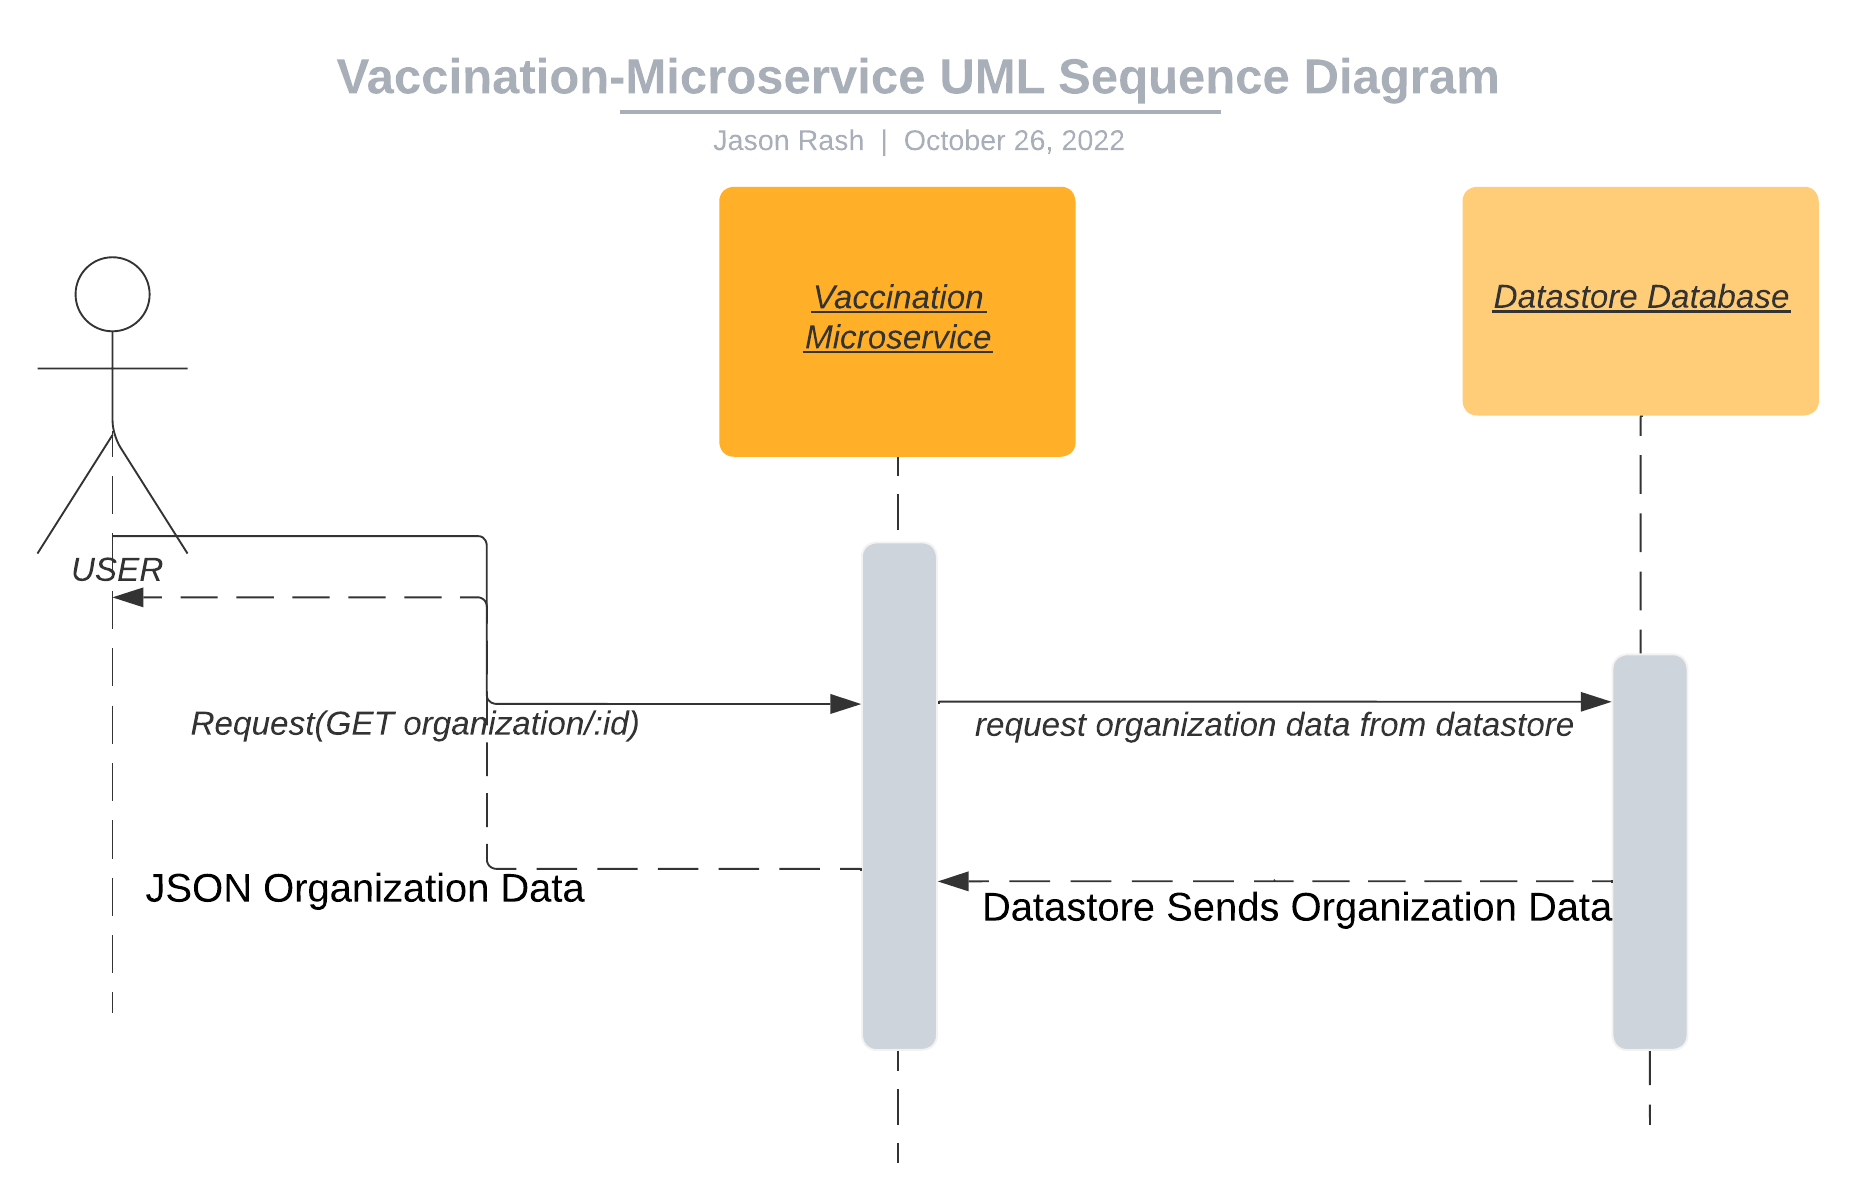 Vaccination-Microservice UML Sequence Diagram
Jason Rash | October 26, 2022
Vaccination
Microservice
Datastore Database
USER
Request(GET organization/:id)
request organization data from datastore
JSON Organization Data
Datastore Sends Organization Data